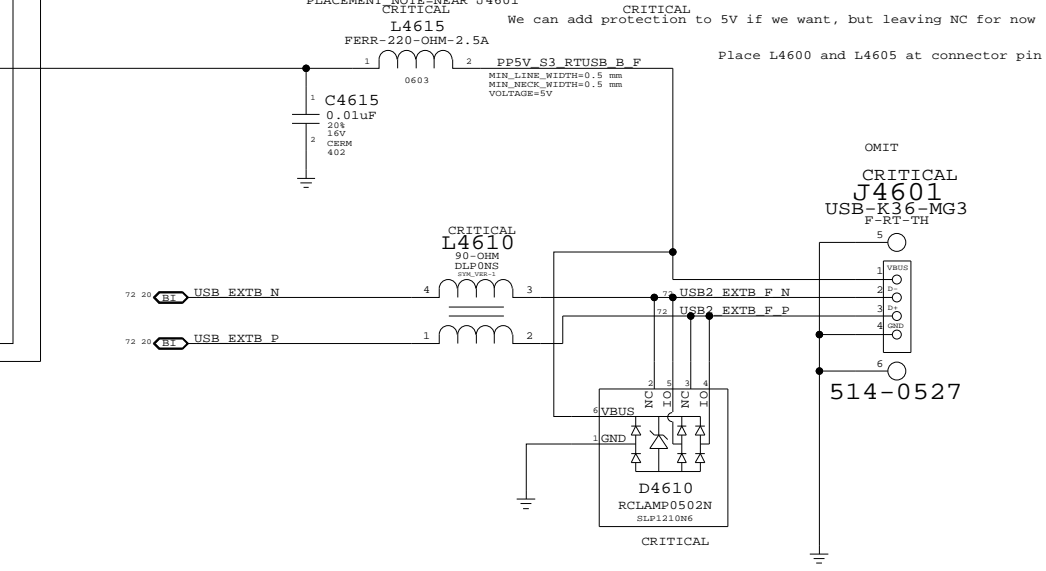 PLACEMENT_NOTE=NEAR J4601
CRITICAL
CRITICAL
L4615
We can add protection to 5V if we want, but leaving NC for now
FERR-220-OHM-2.5A
Place L4600 and L4605 at connector pin
1
2
PP5V_S3_RTUSB_B_F
0603
MIN_LINE_WIDTH=0.5 mm
MIN_NECK_WIDTH=0.5 mm
VOLTAGE=5V
1
C4615
0.01uF
20%
16V
2
CERM
402
OMIT
CRITICAL
J4601
USB-K36-MG3
F-RT-TH
5
CRITICAL
L4610
90-OHM
DLP0NS
SYM_VER-1
1
VBUS
72 20
BI
USB_EXTB_N
4
3
72
USB2_EXTB_F_N
2
D-
72
USB2_EXTB_F_P
3
D+
4
GND
72 20
BI
USB_EXTB_P
1
2
6
514-0527
2
5
3
4
NC
IO
NC
IO
6
VBUS
1
GND
D4610
RCLAMP0502N
SLP1210N6
CRITICAL